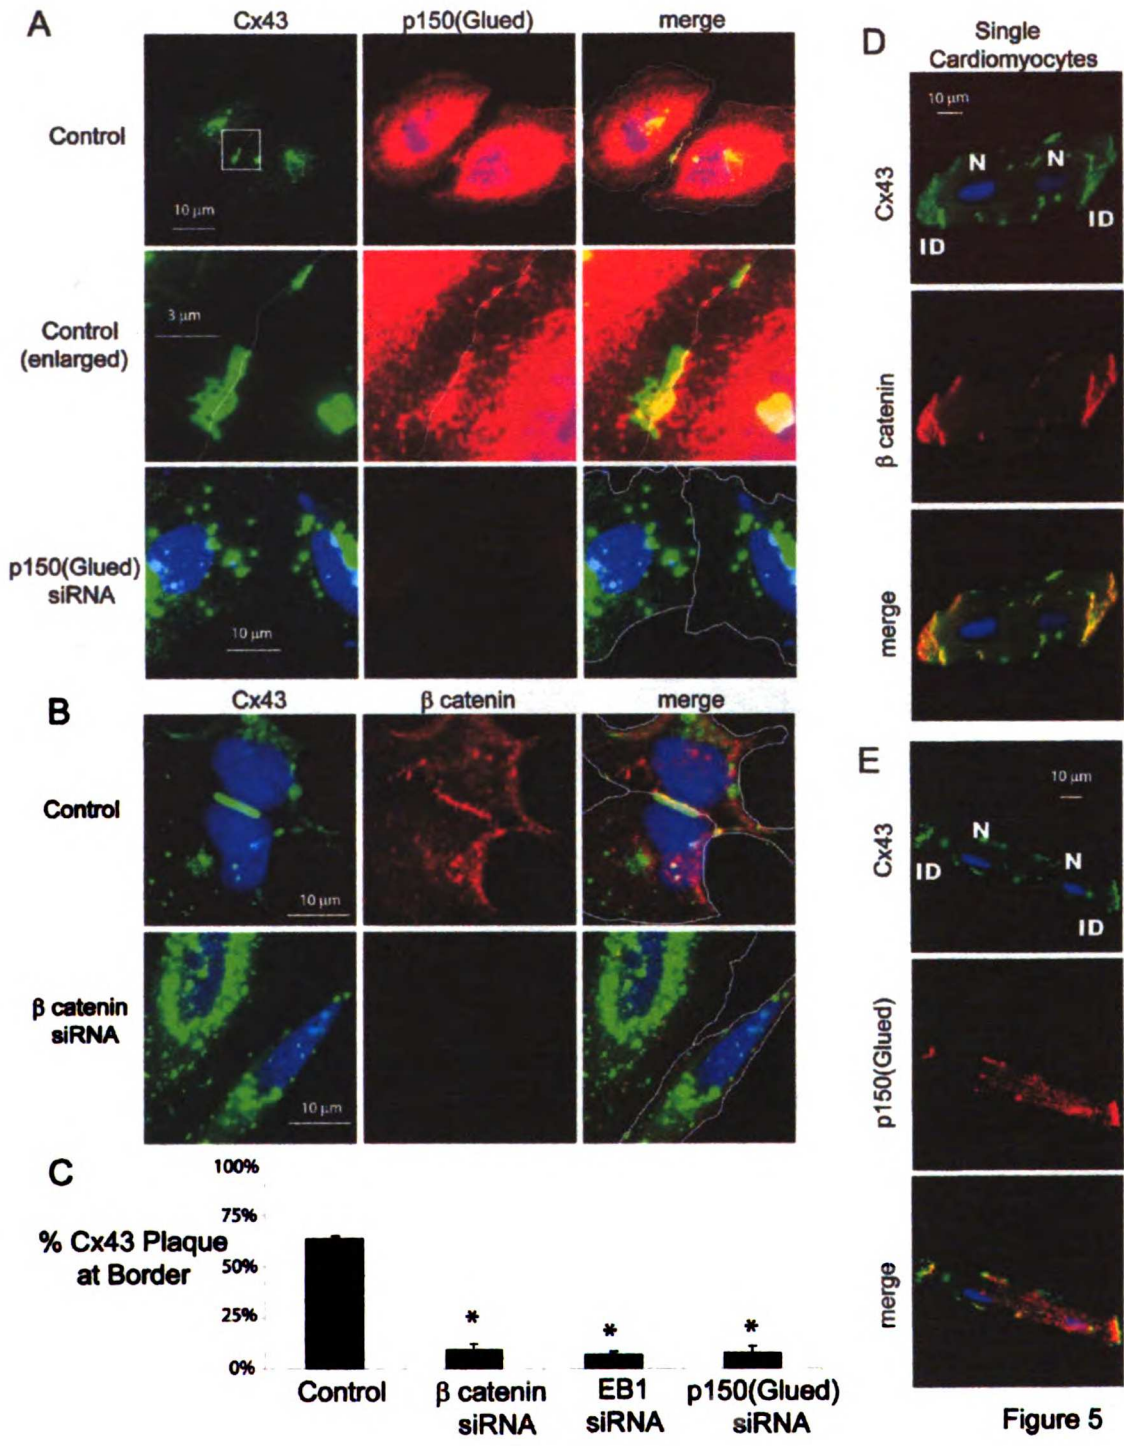 A
Cx43 p150(Glued) merge
Control
10 μm
Control
(enlarged)
3 μm
p150(Glued)
siRNA
10 μm
B
Cx43 β catenin merge
Control
10 μm
β catenin
siRNA
10 μm
C
% Cx43 Plaque
at Border
100%
75%
50%
25%
0%
* * *
Control
β catenin
siRNA
EB1
siRNA
p150(Glued)
siRNA
D
Single
Cardiomyocytes
Cx43
10 μm
N N
ID ID
β catenin
merge
E
Cx43
10 μm
N N
ID ID
p150(Glued)
merge
Figure 5